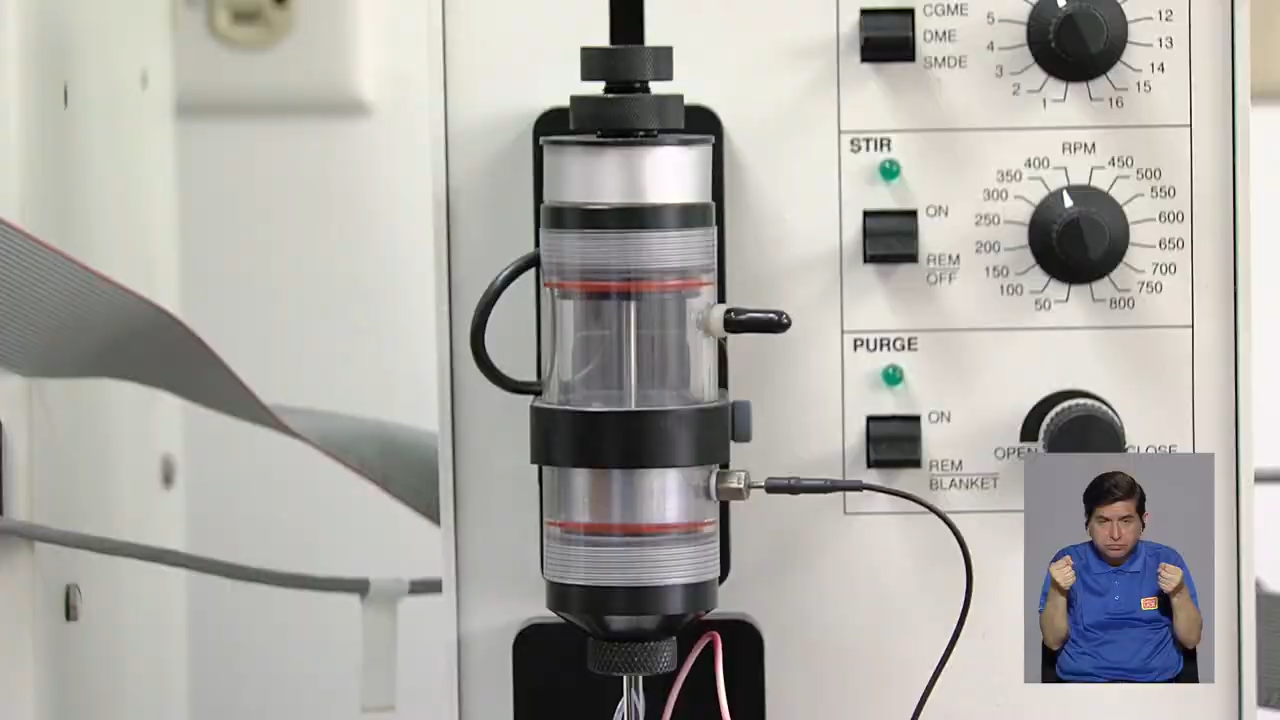 CGME
DME
SMDE
5
4
3
2
1
12
13
14
15
16
STIR
ON
REM
OFF
RPM
400
450
350
500
300
550
250
600
200
650
150
700
100
750
50
800
PURGE
ON
REM
BLANKET
OPEN
CLOSE